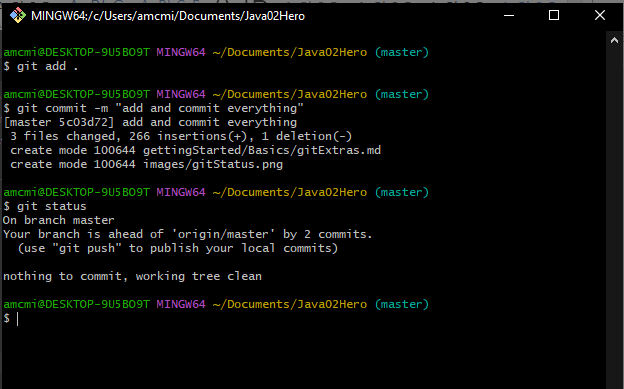 MINGW64:/c/Users/amcmi/Documents/Java02Hero
amcmi@DESKTOP-9U5BO9T MINGW64 ~/Documents/Java02Hero (master)
$ git add .
amcmi@DESKTOP-9U5BO9T MINGW64 ~/Documents/Java02Hero (master)
$ git commit -m "add and commit everything"
[master 5c03d72] add and commit everything
 3 files changed, 266 insertions(+), 1 deletion(-)
 create mode 100644 gettingStarted/Basics/gitExtras.md
 create mode 100644 images/gitStatus.png
amcmi@DESKTOP-9U5BO9T MINGW64 ~/Documents/Java02Hero (master)
$ git status
On branch master
Your branch is ahead of 'origin/master' by 2 commits.
  (use "git push" to publish your local commits)
nothing to commit, working tree clean
amcmi@DESKTOP-9U5BO9T MINGW64 ~/Documents/Java02Hero (master)
$